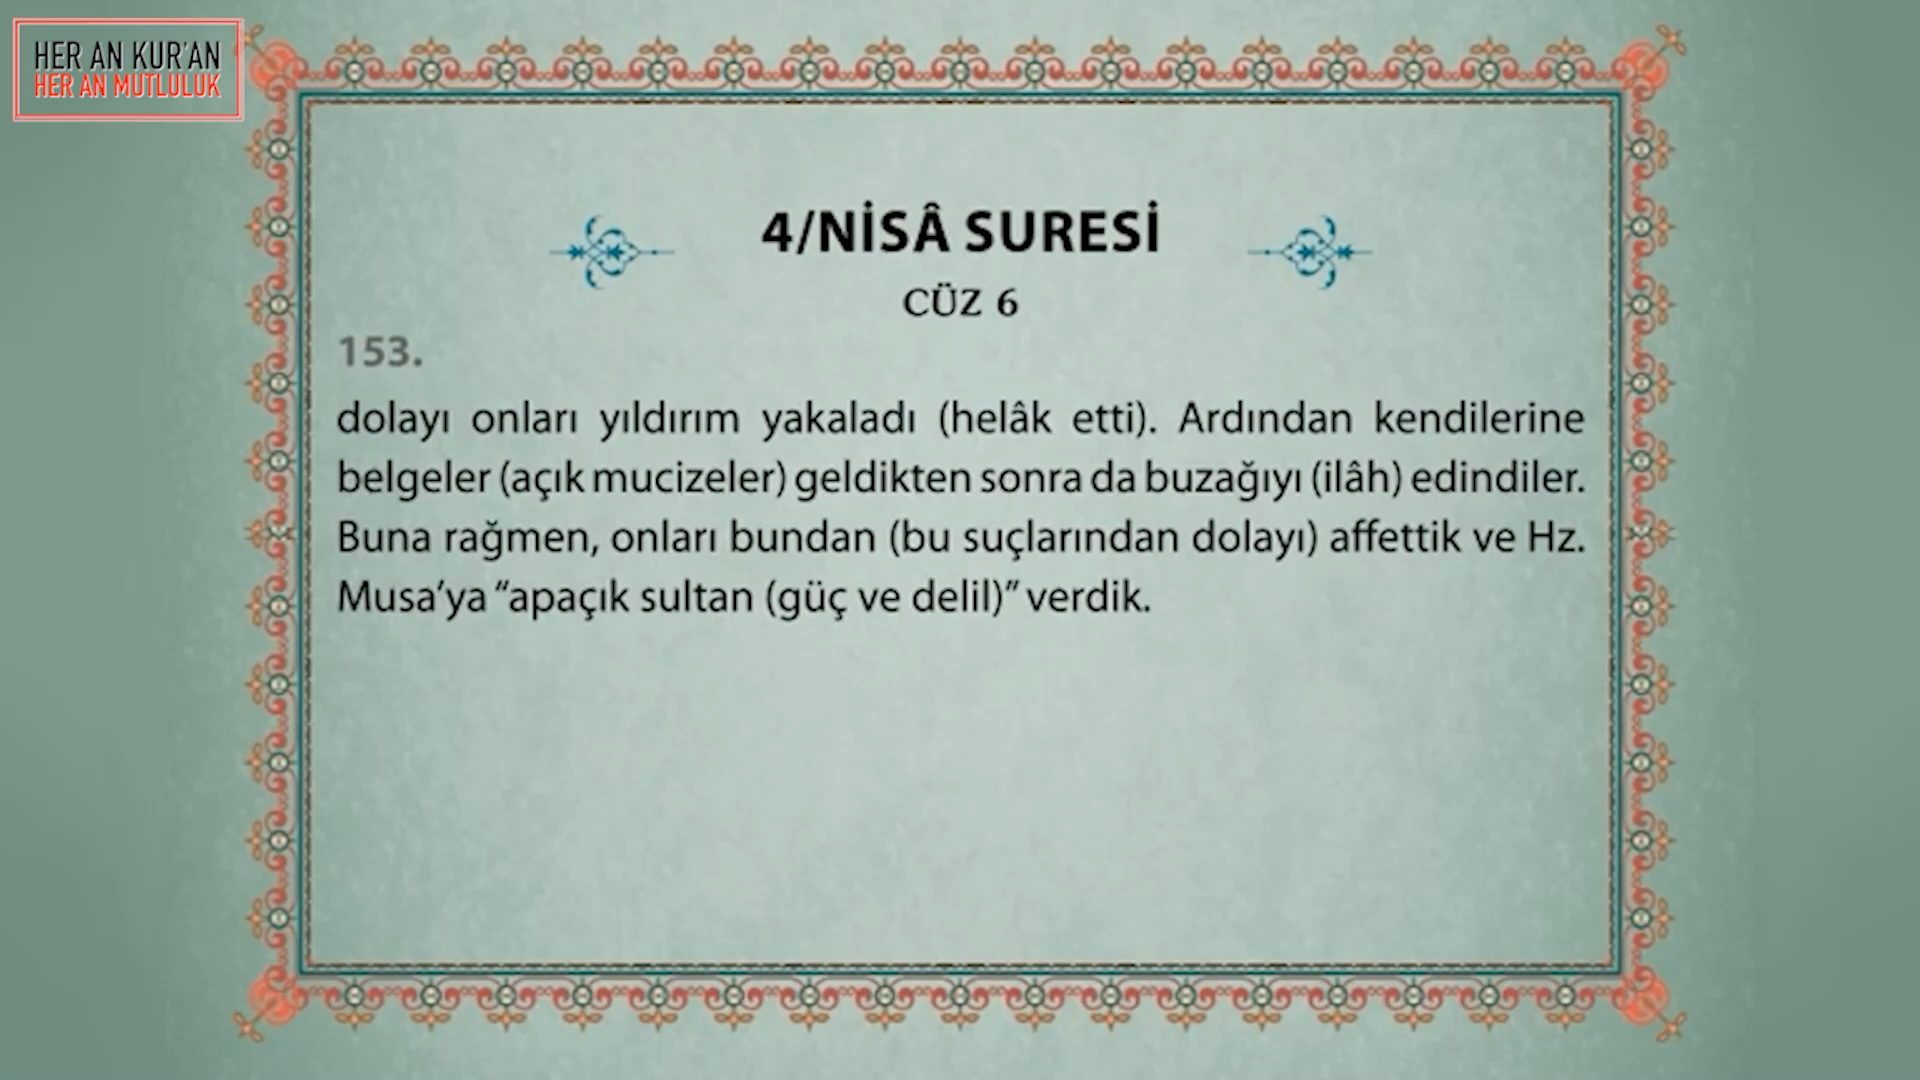 HER AN KUR'AN
HER AN MUTLULUK
4/NİSÂ SURESİ
CÜZ 6
153.
dolayı onları yıldırım yakaladı (helâk etti). Ardından kendilerine
belgeler (açık mucizeler) geldikten sonra da buzağıyı (ilâh) edindiler.
Buna rağmen, onları bundan (bu suçlarından dolayı) affettik ve Hz.
Musa’ya “apaçık sultan (güç ve delil)” verdik.